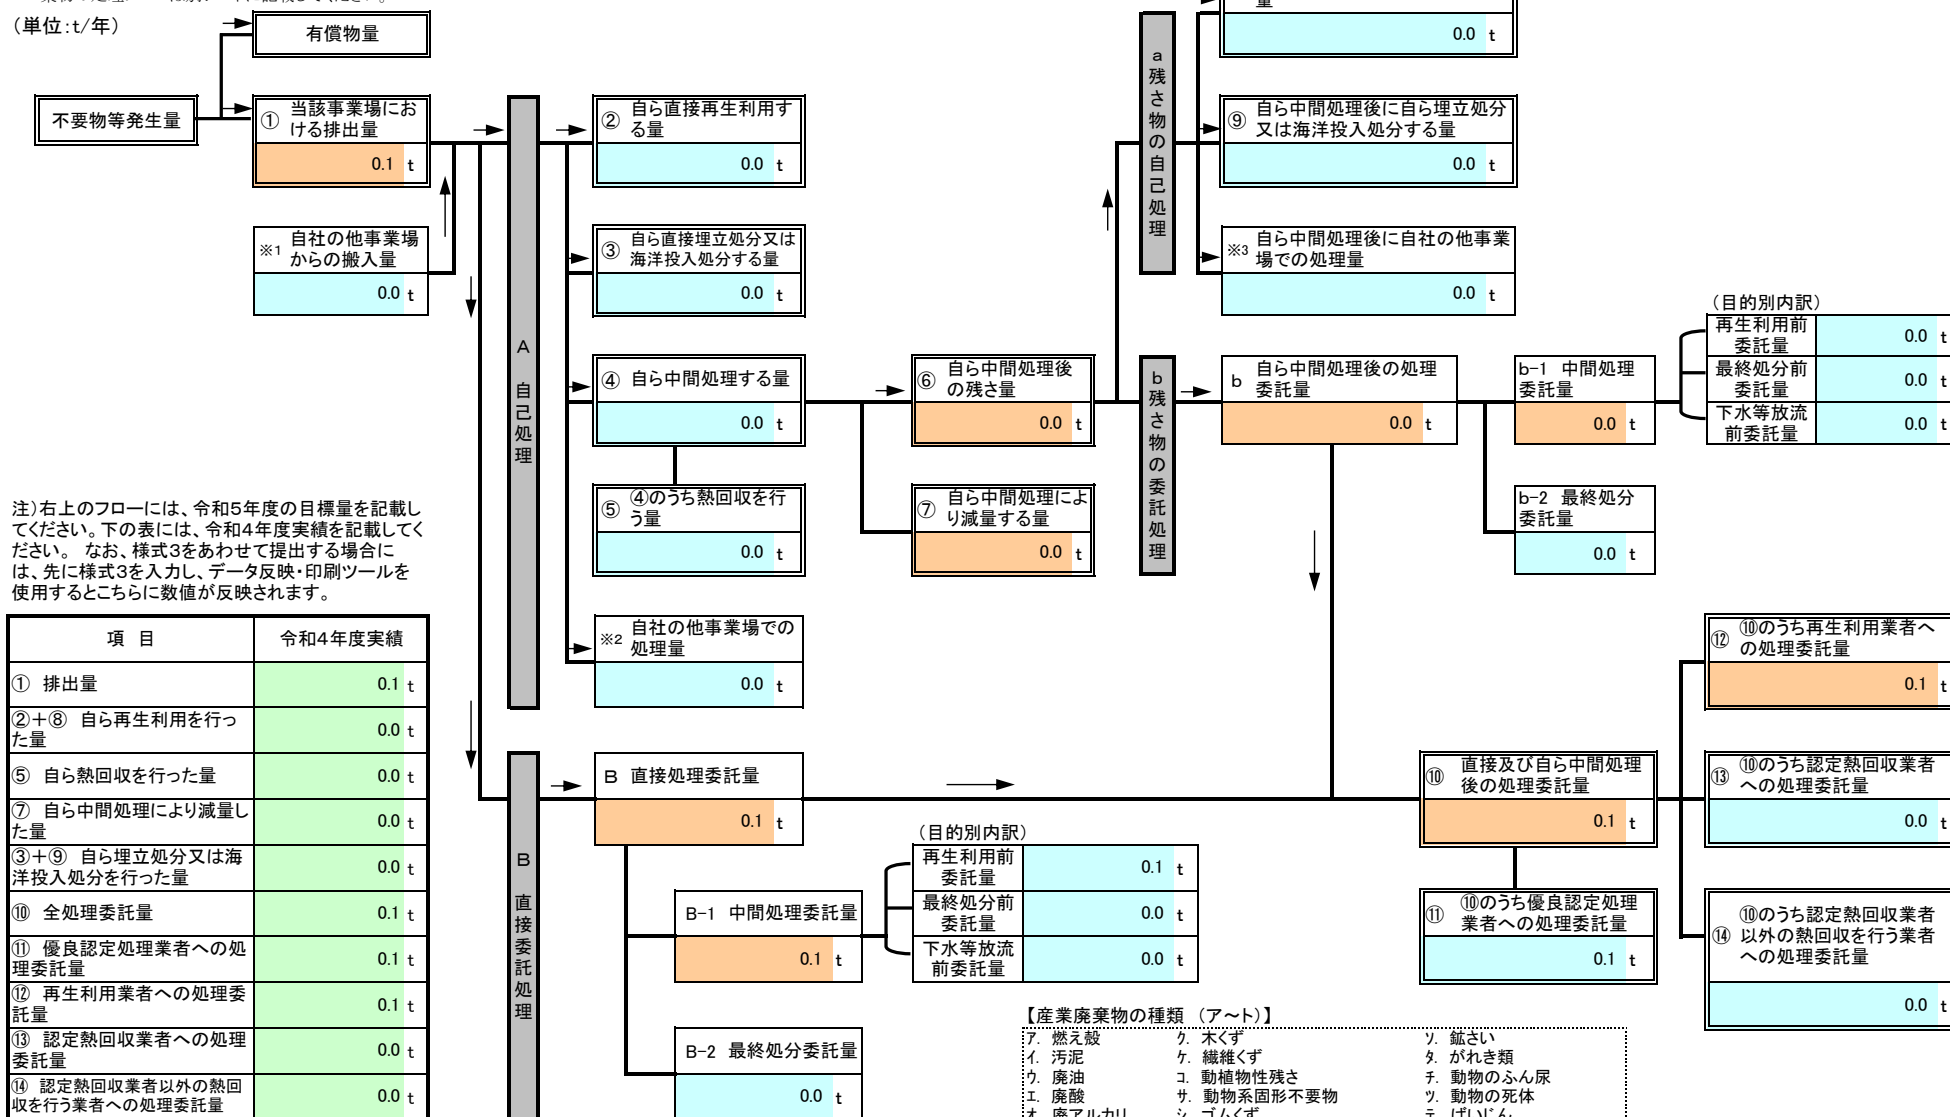 (単位:t/年)
有償物量
量
0.0 t
不要物等発生量
① 当該事業場にお
ける排出量
0.1 t
※1 自社の他事業場
からの搬入量
0.0 t
A 自己処理
② 自ら直接再生利用す
る量
0.0 t
③ 自ら直接埋立処分又は
海洋投入処分する量
0.0 t
④ 自ら中間処理する量
0.0 t
⑤ ④のうち熱回収を行
う量
0.0 t
※2 自社の他事業場での
処理量
0.0 t
⑥ 自ら中間処理後
の残さ量
0.0 t
⑦ 自ら中間処理によ
り減量する量
0.0 t
a 残さ物の自己処理
⑨ 自ら中間処理後に自ら埋立処分
又は海洋投入処分する量
0.0 t
※3 自ら中間処理後に自社の他事業
場での処理量
0.0 t
b 残さ物の委託処理
b 自ら中間処理後の処理
委託量
0.0 t
b-1 中間処理
委託量
0.0 t
b-2 最終処分
委託量
0.0 t
(目的別内訳)
再生利用前
委託量
0.0 t
最終処分前
委託量
0.0 t
下水等放流
前委託量
0.0 t
注)右上のフローには、令和5年度の目標量を記載し
てください。下の表には、令和4年度実績を記載してく
ださい。 なお、様式3をあわせて提出する場合に
は、先に様式3を入力し、データ反映・印刷ツールを
使用するとこちらに数値が反映されます。
項 目 令和4年度実績
① 排出量 0.1 t
②+⑧ 自ら再生利用を行っ
た量 0.0 t
⑤ 自ら熱回収を行った量 0.0 t
⑦ 自ら中間処理により減量し
た量 0.0 t
③+⑨ 自ら埋立処分又は海
洋投入処分を行った量 0.0 t
⑩ 全処理委託量 0.1 t
⑪ 優良認定処理業者への処
理委託量 0.1 t
⑫ 再生利用業者への処理委
託量 0.1 t
⑬ 認定熱回収業者への処理
委託量 0.0 t
⑭ 認定熱回収業者以外の熱回
収を行う業者への処理委託量 0.0 t
B 直接委託処理
B 直接処理委託量
0.1 t
B-1 中間処理委託量
0.1 t
B-2 最終処分委託量
0.0 t
(目的別内訳)
再生利用前
委託量
0.1 t
最終処分前
委託量
0.0 t
下水等放流
前委託量
0.0 t
⑩ 直接及び自ら中間処理
後の処理委託量
0.1 t
⑪ ⑩のうち優良認定処理
業者への処理委託量
0.1 t
⑫ ⑩のうち再生利用業者へ
の処理委託量
0.1 t
⑬ ⑩のうち認定熱回収業者
への処理委託量
0.0 t
⑭ ⑩のうち認定熱回収業者
以外の熱回収を行う業者
への処理委託量
0.0 t
【産業廃棄物の種類 (ア~ト)】
ア. 燃え殻 ク. 木くず ソ. 鉱さい
イ. 汚泥 ケ. 繊維くず タ. がれき類
ウ. 廃油 コ. 動植物性残さ チ. 動物のふん尿
エ. 廃酸 サ. 動物系固形不要物 ツ. 動物の死体
オ. 廃アルカリ シ. ゴムくず テ. ばいじん